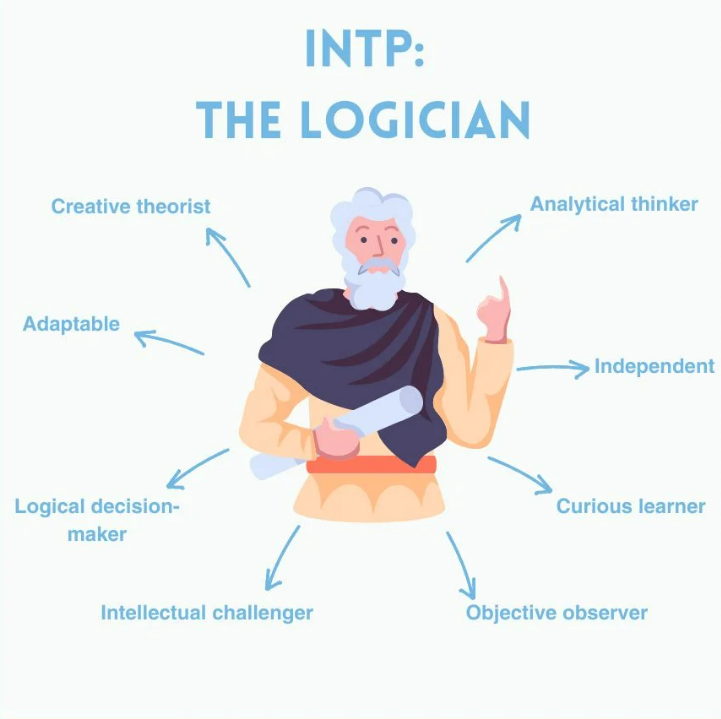 INTP:
THE LOGICIAN
Creative theorist
Analytical thinker
Adaptable
Independent
Logical decision-
maker
Curious learner
Intellectual challenger
Objective observer